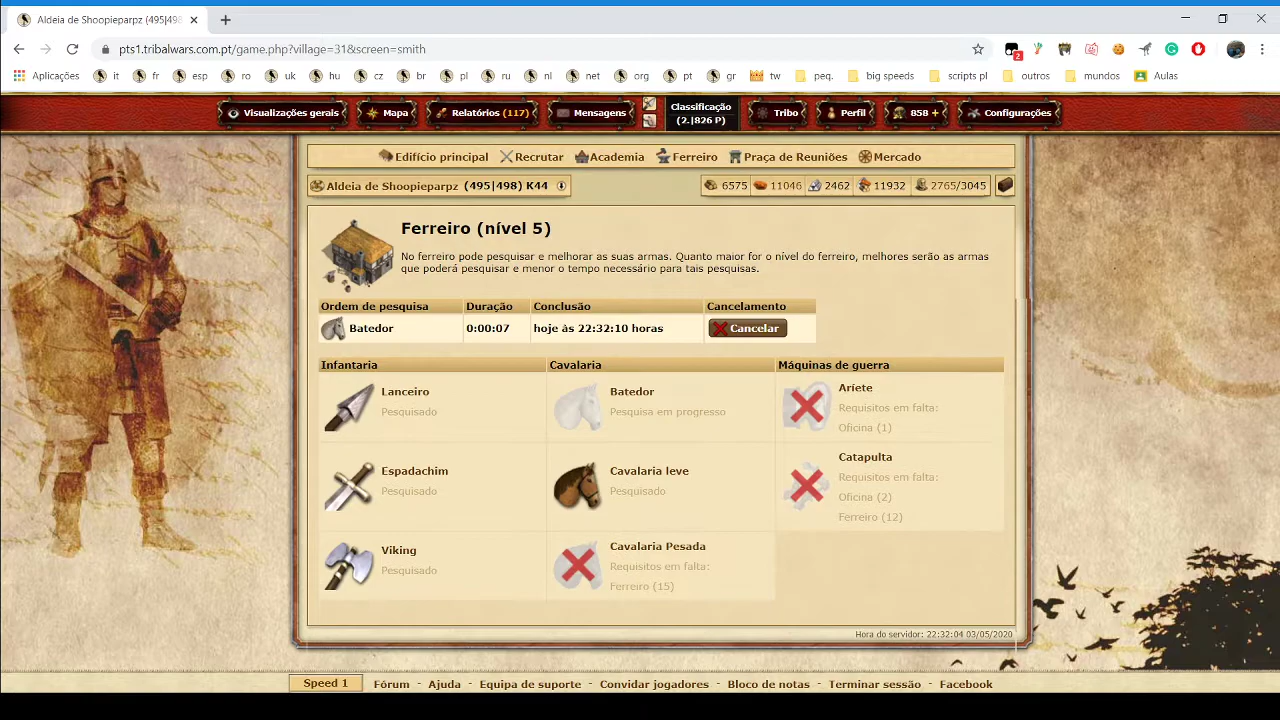 Aldeia de Shoopieparpz (495|498
pts1.tribalwars.com.pt/game.php?village=31&screen=smith
2
Aplicações it fr esp ro uk hu cz br pl ru nl net org pt gr tw peq. big speeds scripts pl outros mundos Aulas
Visualizações gerais Mapa Relatórios (117) Mensagens Classificação Tribo Perfil 858 + Configurações
(2.|826 P)
Edifício principal Recrutar Academia Ferreiro Praça de Reuniões Mercado
Aldeia de Shoopieparpz (495|498) K44 6575 11046 2462 11932 2765/3045
Ferreiro (nível 5)
No ferreiro pode pesquisar e melhorar as suas armas. Quanto maior for o nível do ferreiro, melhores serão as armas
que poderá pesquisar e menor o tempo necessário para tais pesquisas.
Ordem de pesquisa Duração Conclusão Cancelamento
Batedor 0:00:07 hoje às 22:32:10 horas Cancelar
Infantaria Cavalaria Máquinas de guerra
Lanceiro
Pesquisado
Batedor
Pesquisa em progresso
Aríete
Requisitos em falta:
Oficina (1)
Espadachim
Pesquisado
Cavalaria leve
Pesquisado
Catapulta
Requisitos em falta:
Oficina (2)
Ferreiro (12)
Viking
Pesquisado
Cavalaria Pesada
Requisitos em falta:
Ferreiro (15)
Hora do servidor: 22:32:04 03/05/2020
Speed 1 Fórum - Ajuda - Equipa de suporte - Convidar jogadores - Bloco de notas - Terminar sessão - Facebook